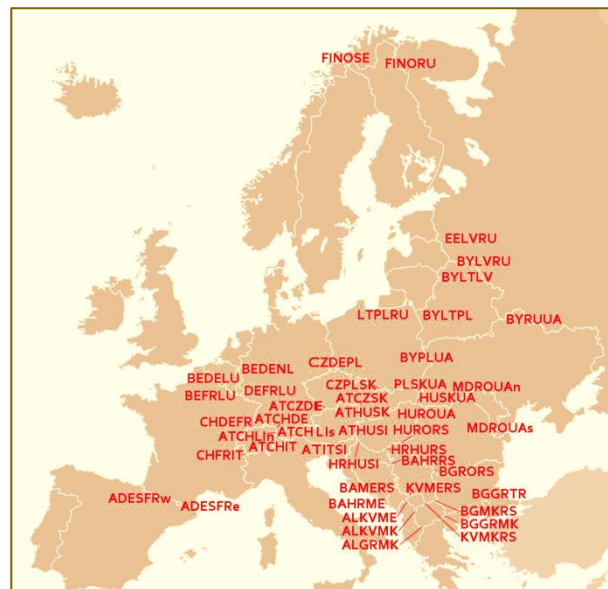 FINOSE
FINORU
EELVRU
BYLVRU
BYLTLV
LTPLRU
BYLTPL
BYRUUA
BEDENL
CZDEPL
BYPLUA
BEDELU
BEFRLU
DEFRLU
CZPLSK
PLSKUA
MDROUAn
ATCZDE
ATCZSK
HUSKUA
CHDEFR
ATCHDE
ATHUSK
HUROUA
ATCHLIn
ATCH LIs
ATHUSI
HURORS
MDROUAs
CHFRIT
ATCHIT
ATITSI
HRHUSI
HRHURS
BAHRRS
BGRORS
ADESFRw
ADESFRe
BAMERS
KVMERS
BGGRTR
BAHRME
BGMKRS
ALKVME
BGGRMK
ALKVMK
KVMKRS
ALGRMK